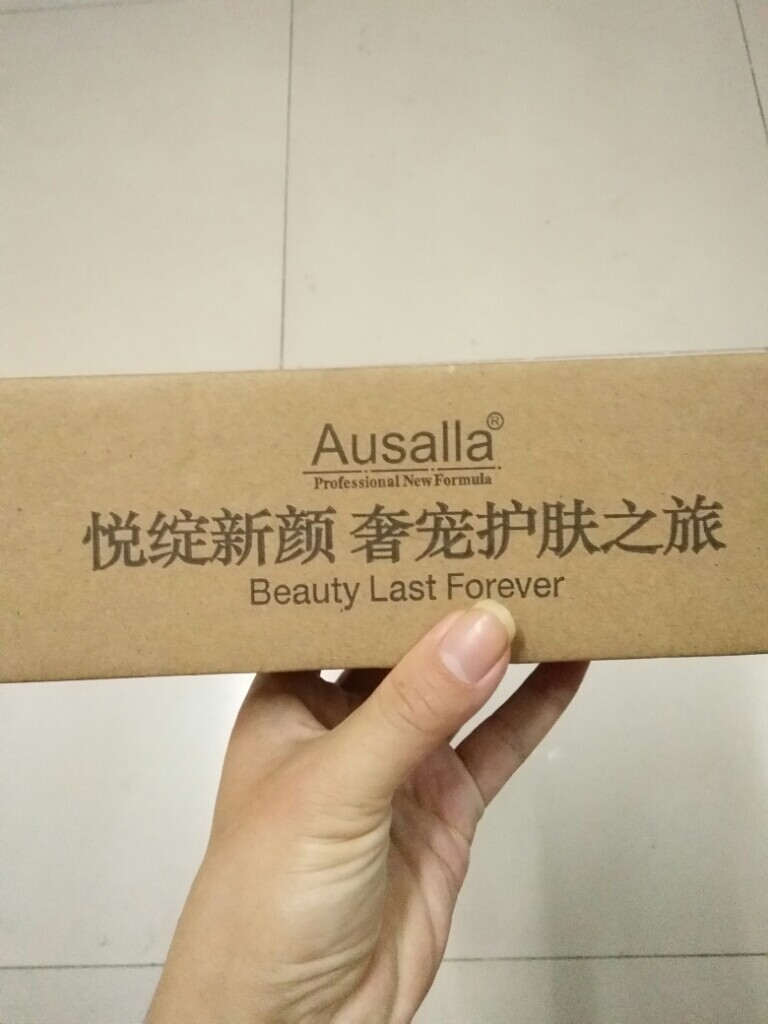 Ausalla®
Professional New Formula
悦绽新颜 奢宠护肤之旅
Beauty Last Forever